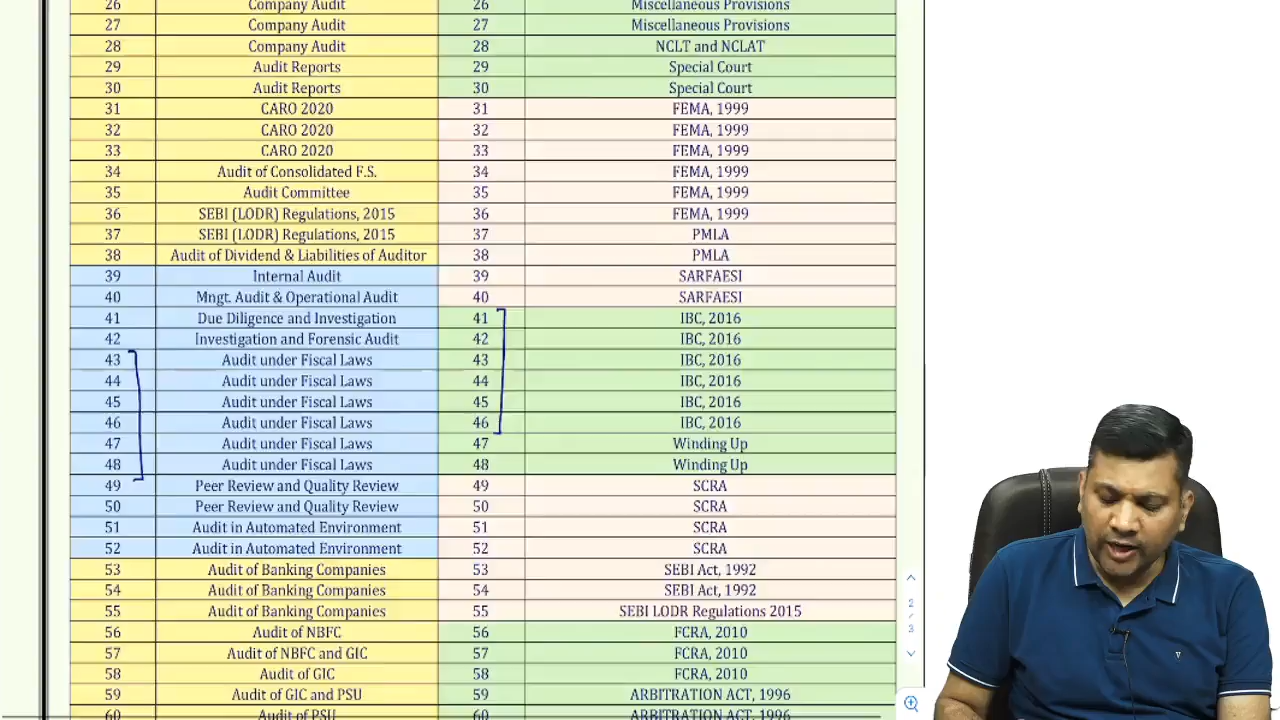 26 Company Audit 26 Miscellaneous Provisions
27 Company Audit 27 Miscellaneous Provisions
28 Company Audit 28 NCLT and NCLAT
29 Audit Reports 29 Special Court
30 Audit Reports 30 Special Court
31 CARO 2020 31 FEMA, 1999
32 CARO 2020 32 FEMA, 1999
33 CARO 2020 33 FEMA, 1999
34 Audit of Consolidated F.S. 34 FEMA, 1999
35 Audit Committee 35 FEMA, 1999
36 SEBI (LODR) Regulations, 2015 36 FEMA, 1999
37 SEBI (LODR) Regulations, 2015 37 PMLA
38 Audit of Dividend & Liabilities of Auditor 38 PMLA
39 Internal Audit 39 SARFAESI
40 Mngt. Audit & Operational Audit 40 SARFAESI
41 Due Diligence and Investigation 41 IBC, 2016
42 Investigation and Forensic Audit 42 IBC, 2016
43 Audit under Fiscal Laws 43 IBC, 2016
44 Audit under Fiscal Laws 44 IBC, 2016
45 Audit under Fiscal Laws 45 IBC, 2016
46 Audit under Fiscal Laws 46 IBC, 2016
47 Audit under Fiscal Laws 47 Winding Up
48 Audit under Fiscal Laws 48 Winding Up
49 Peer Review and Quality Review 49 SCRA
50 Peer Review and Quality Review 50 SCRA
51 Audit in Automated Environment 51 SCRA
52 Audit in Automated Environment 52 SCRA
53 Audit of Banking Companies 53 SEBI Act, 1992
54 Audit of Banking Companies 54 SEBI Act, 1992
55 Audit of Banking Companies 55 SEBI LODR Regulations 2015
56 Audit of NBFC 56 FCRA, 2010
57 Audit of NBFC and GIC 57 FCRA, 2010
58 Audit of GIC 58 FCRA, 2010
59 Audit of GIC and PSU 59 ARBITRATION ACT, 1996
60 Audit of PSU 60 ARBITRATION ACT, 1996
2
/
3